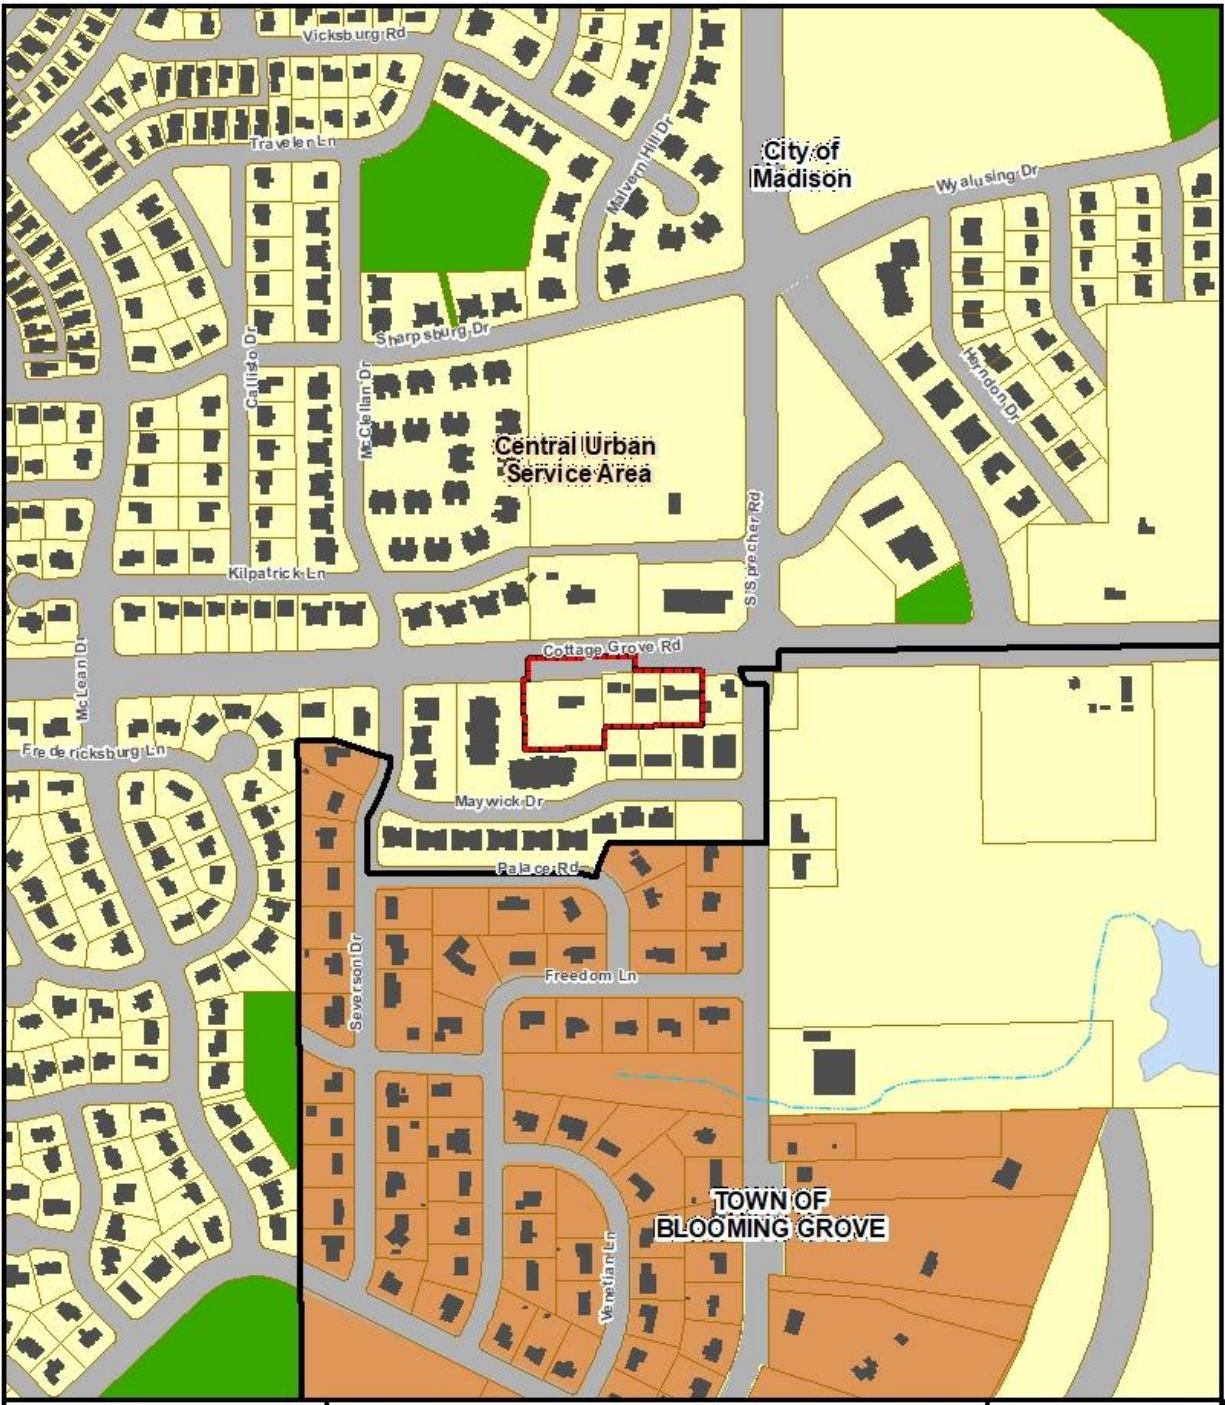 Vicksburg Rd
Traveler Ln
Malvern Hill Dr
City of
Madison
Wyalusing Dr
Sharpsburg Dr
Callisto Dr
McClellan Dr
Herndon Dr
Central Urban
Service Area
S Sprecher Rd
Kilpatrick Ln
Cottage Grove Rd
McLean Dr
Fredericksburg Ln
Maywick Dr
Palace Rd
Severson Dr
Freedom Ln
TOWN OF
BLOOMING GROVE
Venetian Ln